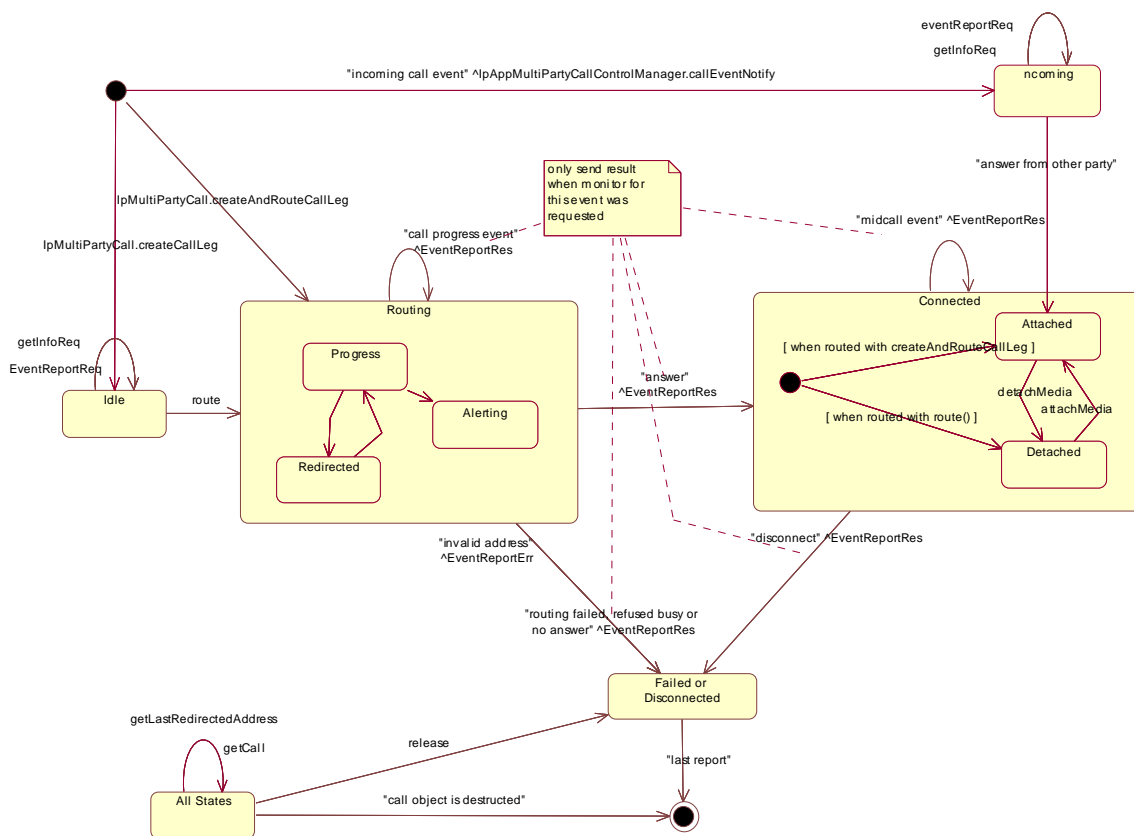 eventReportReq
getInfoReq
"incoming call event" ^IpAppMultiPartyCallControlManager.callEventNotify
ncoming
"answer from other party"
only send result
when monitor for
this event was
requested
IpMultiPartyCall.createAndRouteCallLeg
IpMultiPartyCall.createCallLeg
"call progress event"
^EventReportRes
"midcall event" ^EventReportRes
Routing
Connected
Attached
getInfoReq
EventReportReq
Progress
[ when routed with createAndRouteCallLeg ]
"answer"
^EventReportRes
detachMedia
attachMedia
Idle
route
Alerting
[ when routed with route() ]
Redirected
Detached
"invalid address"
^EventReportErr
"disconnect" ^EventReportRes
"routing failed, refused busy or
no answer" ^EventReportRes
Failed or
Disconnected
getLastRedirectedAddress
getCall
release
"last report"
All States
"call object is destructed"